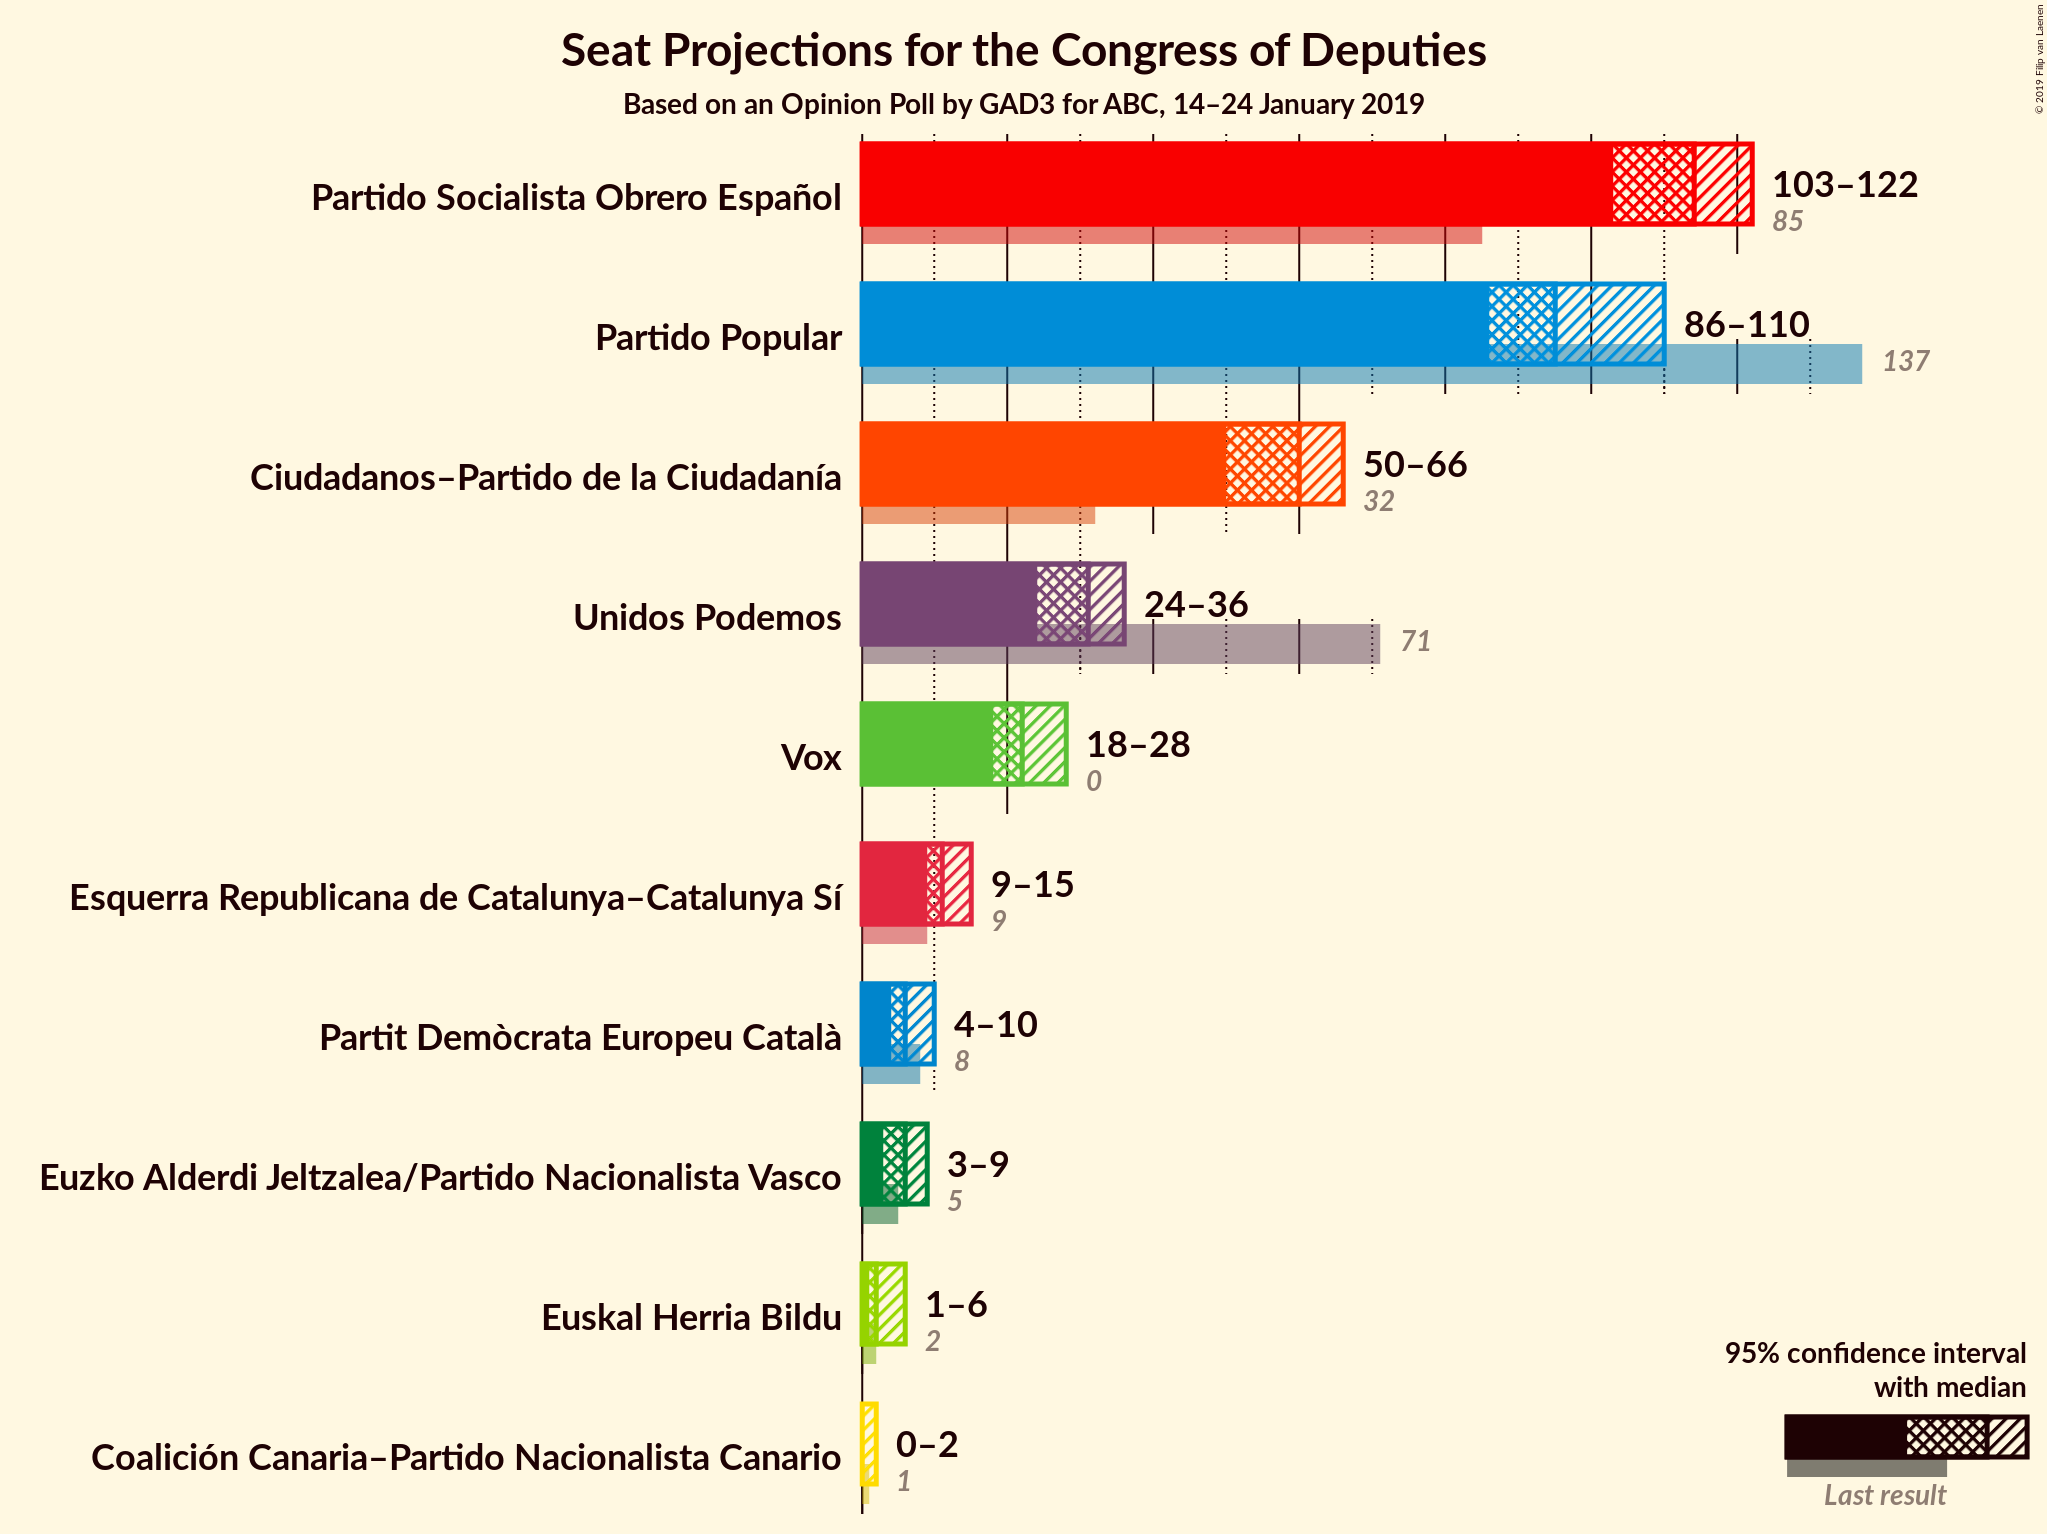 Seat Projections for the Congress of Deputies
Based on an Opinion Poll by GAD3 for ABC, 14–24 January 2019
© 2019 Filip van Laenen
Partido Socialista Obrero Español
103–122
85
Partido Popular
86–110
137
Ciudadanos–Partido de la Ciudadanía
50–66
32
Unidos Podemos
24–36
71
Vox
18–28
0
Esquerra Republicana de Catalunya–Catalunya Sí
9–15
9
Partit Demòcrata Europeu Català
4–10
8
Euzko Alderdi Jeltzalea/Partido Nacionalista Vasco
3–9
5
Euskal Herria Bildu
1–6
2
Coalición Canaria–Partido Nacionalista Canario
0–2
1
95% confidence interval
with median
Last result